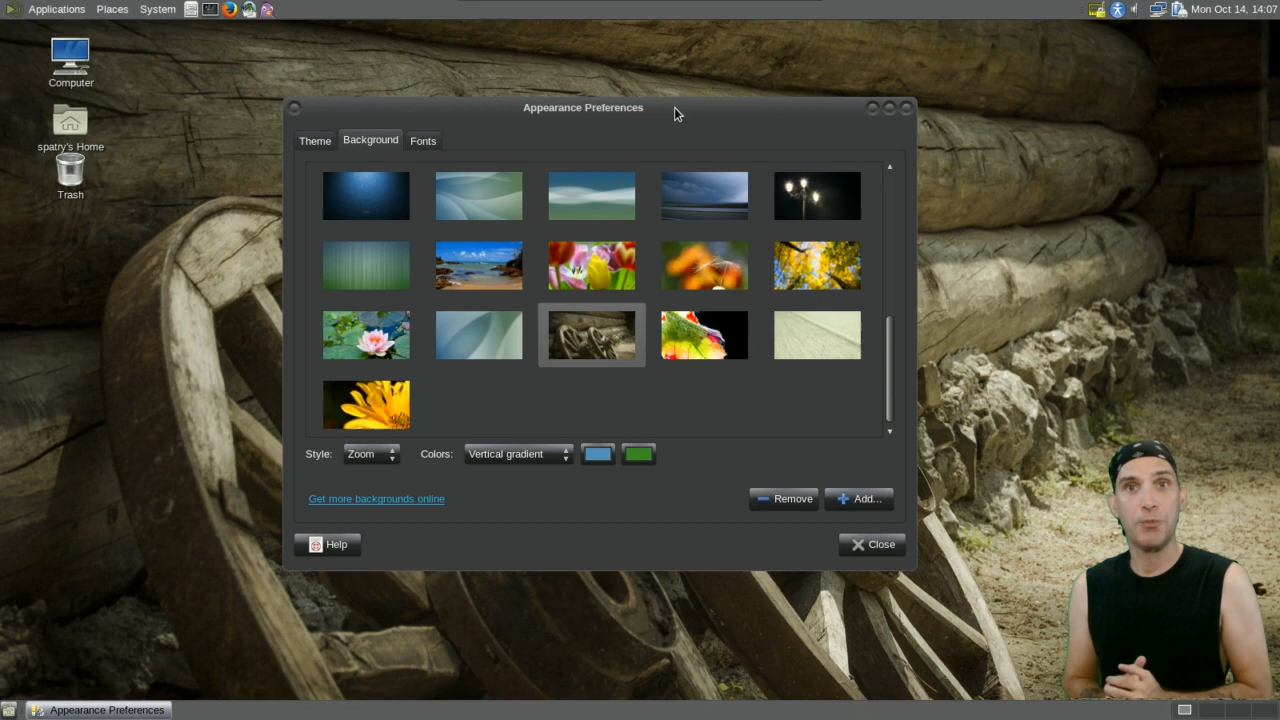 Applications Places System
Mon Oct 14, 14:07
Computer
spatry's Home
Trash
Appearance Preferences
Theme Background Fonts
Style: Zoom Colors: Vertical gradient
Get more backgrounds online
Remove Add...
Help Close
Appearance Preferences